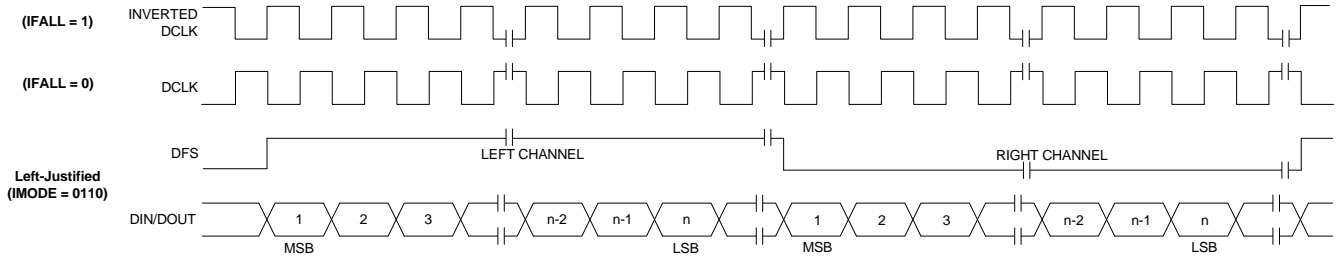 (IFALL = 1)
INVERTED
DCLK
(IFALL = 0)
DCLK
DFS
LEFT CHANNEL
RIGHT CHANNEL
Left-Justified
(IMODE = 0110)
DIN/DOUT
1 2 3 n-2 n-1 n 1 2 3 n-2 n-1 n
MSB LSB MSB LSB